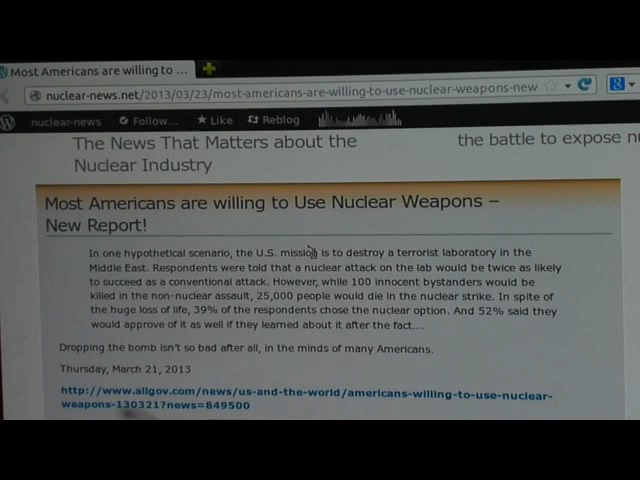 Most Americans are willing to ...
nuclear-news.net/2013/03/23/most-americans-are-willing-to-use-nuclear-weapons-new
nuclear-news Follow... Like Reblog
The News That Matters about the
Nuclear Industry
the battle to expose nu
Most Americans are willing to Use Nuclear Weapons –
New Report!
In one hypothetical scenario, the U.S. mission is to destroy a terrorist laboratory in the
Middle East. Respondents were told that a nuclear attack on the lab would be twice as likely
to succeed as a conventional attack. However, while 100 innocent bystanders would be
killed in the non-nuclear assault, 25,000 people would die in the nuclear strike. In spite of
the huge loss of life, 39% of the respondents chose the nuclear option. And 52% said they
would approve of it as well if they learned about it after the fact....
Dropping the bomb isn't so bad after all, in the minds of many Americans.
Thursday, March 21, 2013
http://www.allgov.com/news/us-and-the-world/americans-willing-to-use-nuclear-
weapons-130321?news=849500